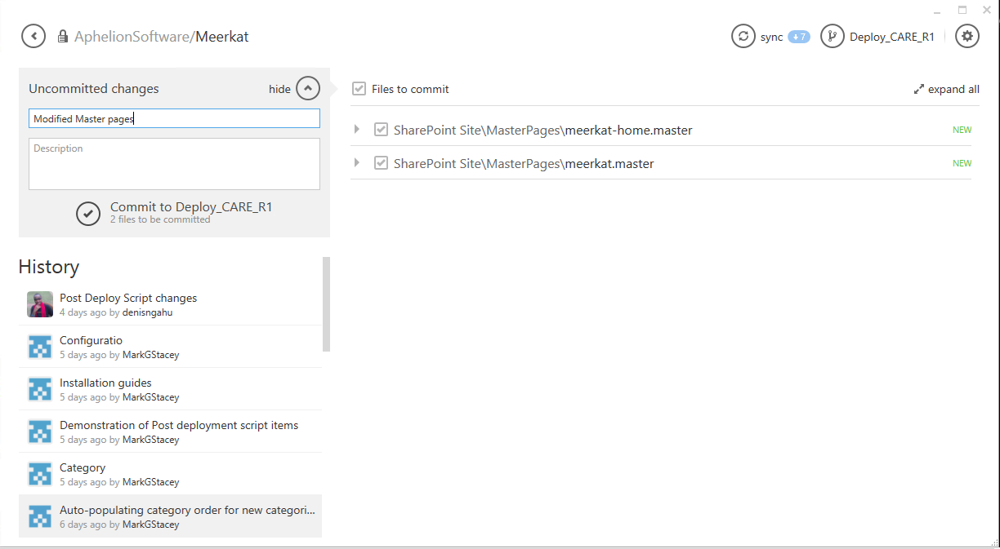 AphelionSoftware/Meerkat
sync 7 Deploy_CARE_R1
Uncommitted changes hide
Modified Master pages
Description
Commit to Deploy_CARE_R1
2 files to be committed
Files to commit expand all
SharePoint Site\MasterPages\meerkat-home.master NEW
SharePoint Site\MasterPages\meerkat.master NEW
History
Post Deploy Script changes
4 days ago by denisngahu
Configuratio
5 days ago by MarkGStacey
Installation guides
5 days ago by MarkGStacey
Demonstration of Post deployment script items
5 days ago by MarkGStacey
Category
5 days ago by MarkGStacey
Auto-populating category order for new categori...
6 days ago by MarkGStacey